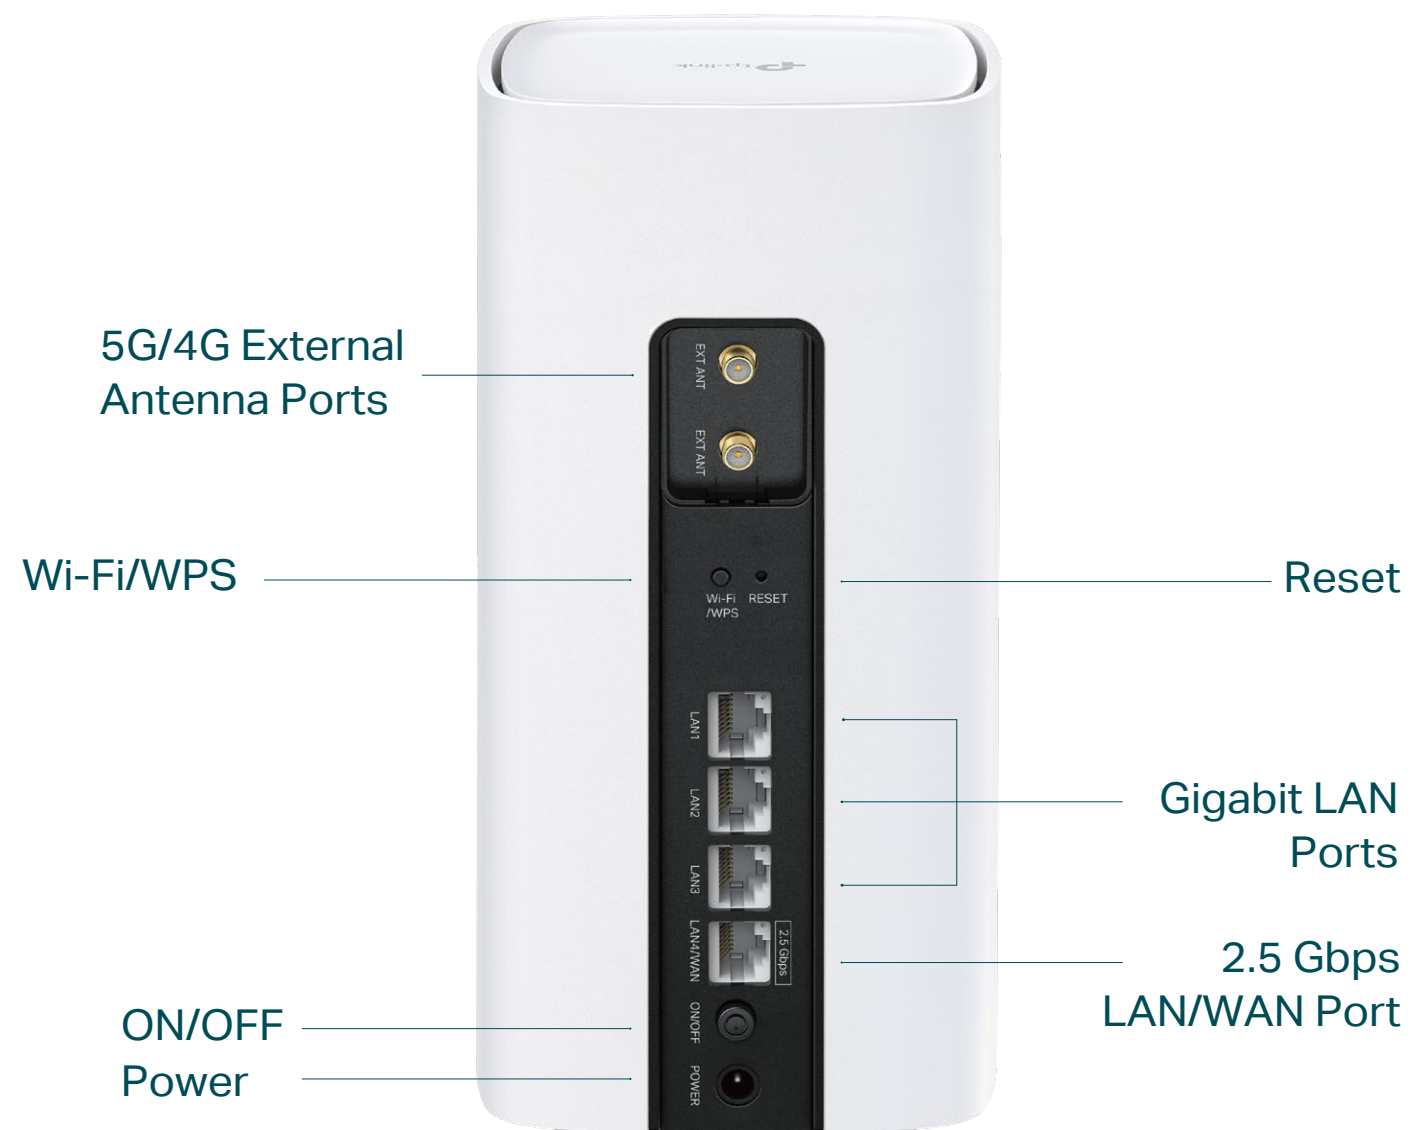 tp-link
5G/4G External
Antenna Ports
EXT ANT
EXT ANT
Wi-Fi/WPS
Wi-Fi
/WPS
RESET
Reset
LAN1
LAN2
LAN3
Gigabit LAN
Ports
LAN4/WAN
2.5 Gbps
2.5 Gbps
LAN/WAN Port
ON/OFF
ON/OFF
Power
POWER